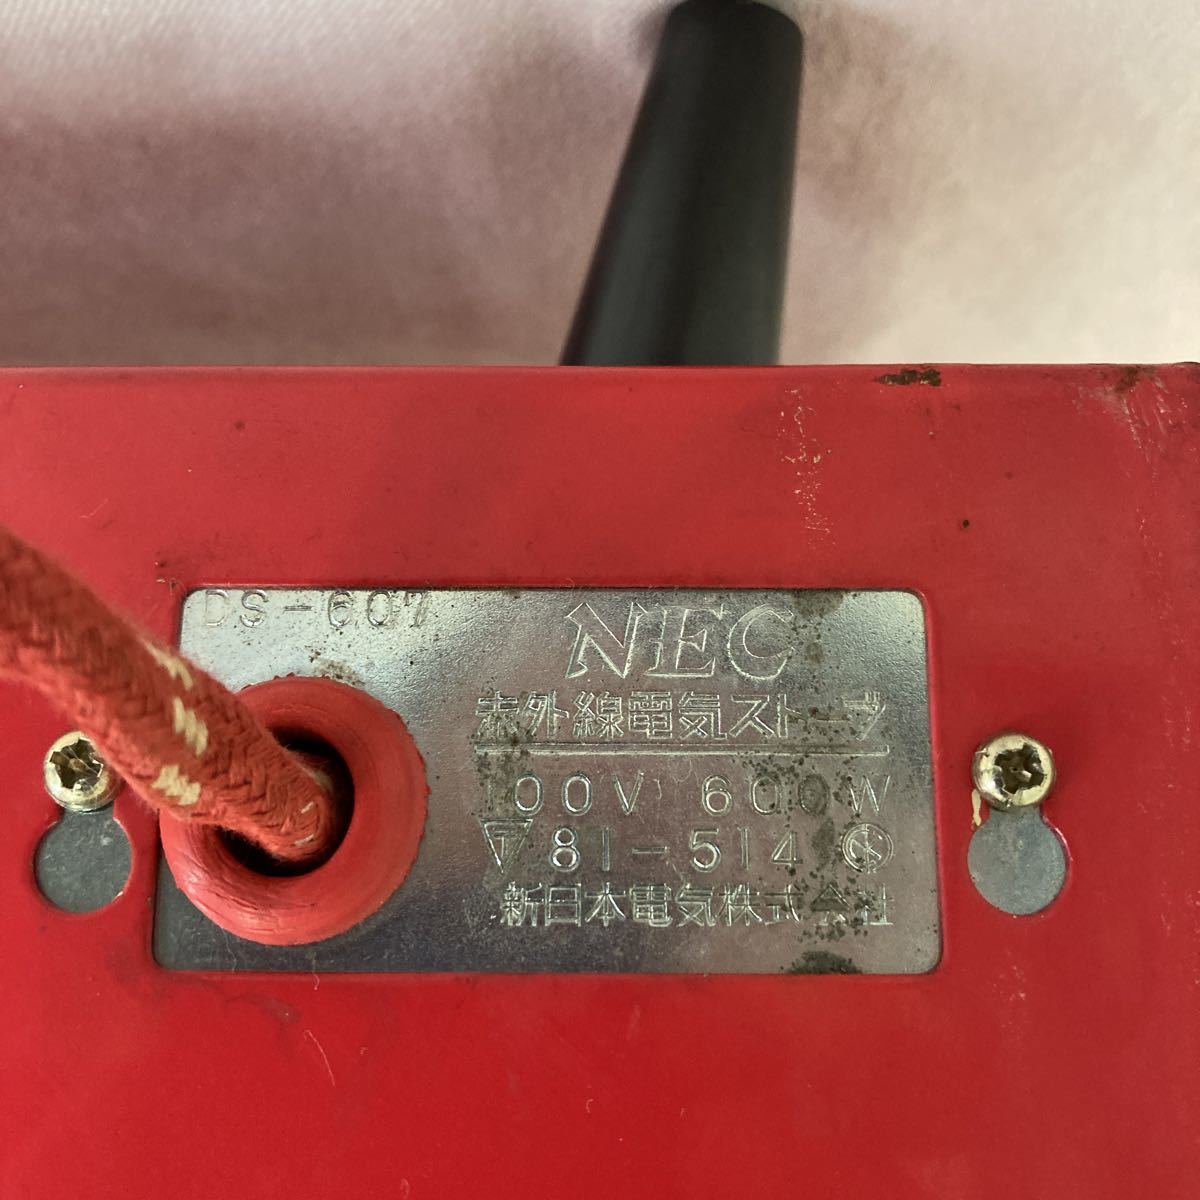 DS-607
NEC
赤外線電気ストーブ
100V 600W
▽T 81-514
新日本電気株式会社